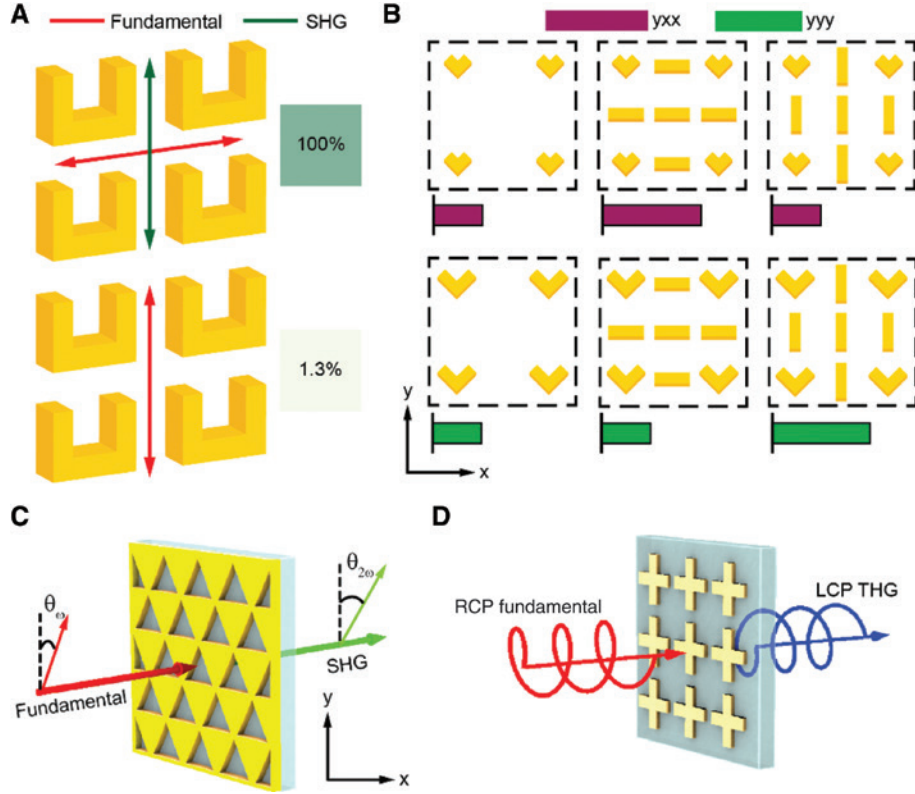 A
Fundamental
SHG
100%
1.3%
B
yxx
yyy
y
x
C
θω
Fundamental
θ2ω
SHG
y
x
D
RCP fundamental
LCP THG